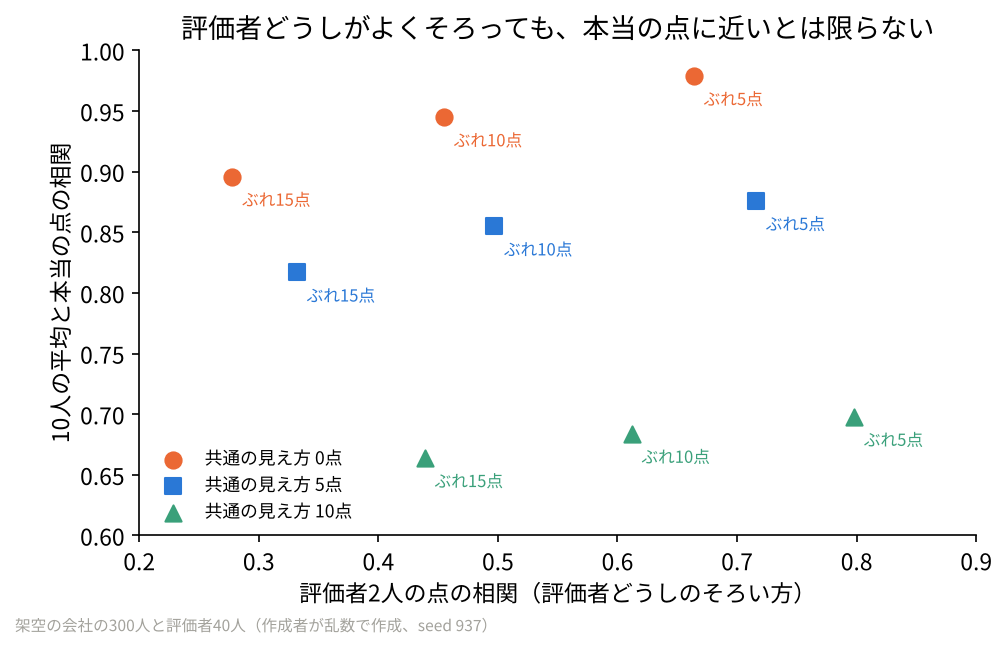 評価者どうしがよくそろっても、本当の点に近いとは限らない
10人の平均と本当の点の相関
1.00
0.95
0.90
0.85
0.80
0.75
0.70
0.65
0.60
ぶれ5点
ぶれ10点
ぶれ15点
ぶれ5点
ぶれ10点
ぶれ15点
ぶれ5点
ぶれ10点
ぶれ15点
共通の見え方 0点
共通の見え方 5点
共通の見え方 10点
0.2 0.3 0.4 0.5 0.6 0.7 0.8 0.9
評価者2人の点の相関（評価者どうしのそろい方）
架空の会社の300人と評価者40人（作成者が乱数で作成、seed 937）